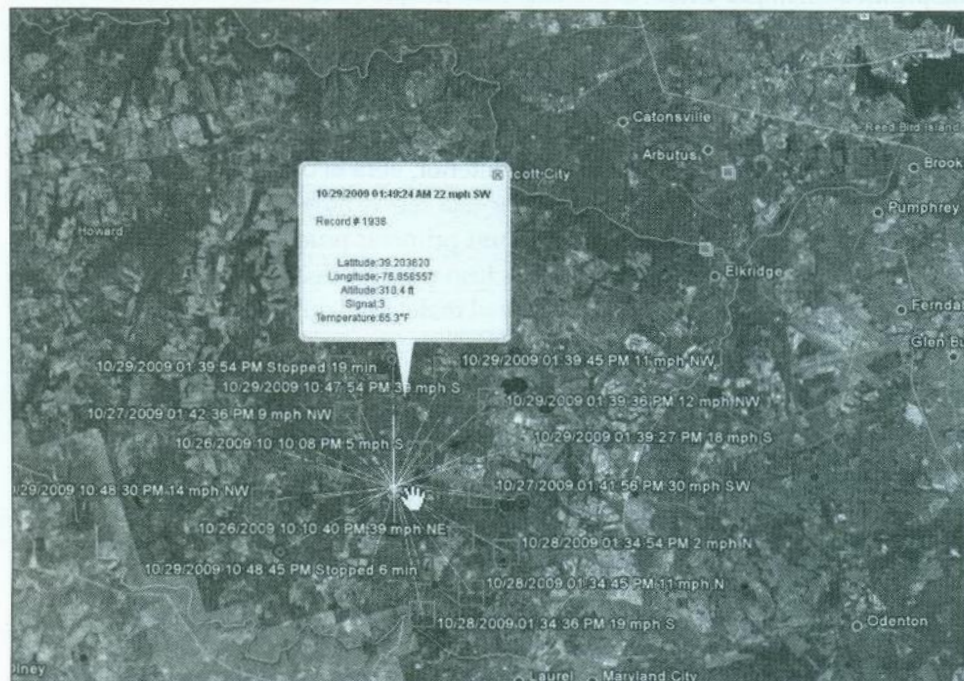 Catonsville
Reed Bird Island
Arbutus
Brook
icott City
10/29/2009 01:49:24 AM 22 mph SW
Record # 1936
Pumphrey
Howard
Latitude:39.203620
Longitude:-76.856557
Altitude:310.4 ft
Signal:3
Temperature:65.3°F
Elkridge
Ferndal
Glen Bu
10/29/2009 01:39:54 PM Stopped 19 min
10/29/2009 01:39:45 PM 11 mph NW
10/29/2009 10:47:54 PM 39 mph S
10/29/2009 01:39:36 PM 12 mph NW
10/27/2009 01:42:36 PM 9 mph NW
10/26/2009 10:10:08 PM 5 mph S
10/29/2009 01:39:27 PM 18 mph S
/29/2009 10:48:30 PM 14 mph NW
10/27/2009 01:41:56 PM 30 mph SW
10/26/2009 10:10:40 PM 39 mph NE
10/28/2009 01:34:54 PM 2 mph N
10/29/2009 10:48:45 PM Stopped 6 min
10/28/2009 01:34:45 PM 11 mph N
10/28/2009 01:34:36 PM 19 mph S
Odenton
Olney
Laurel
Maryland City